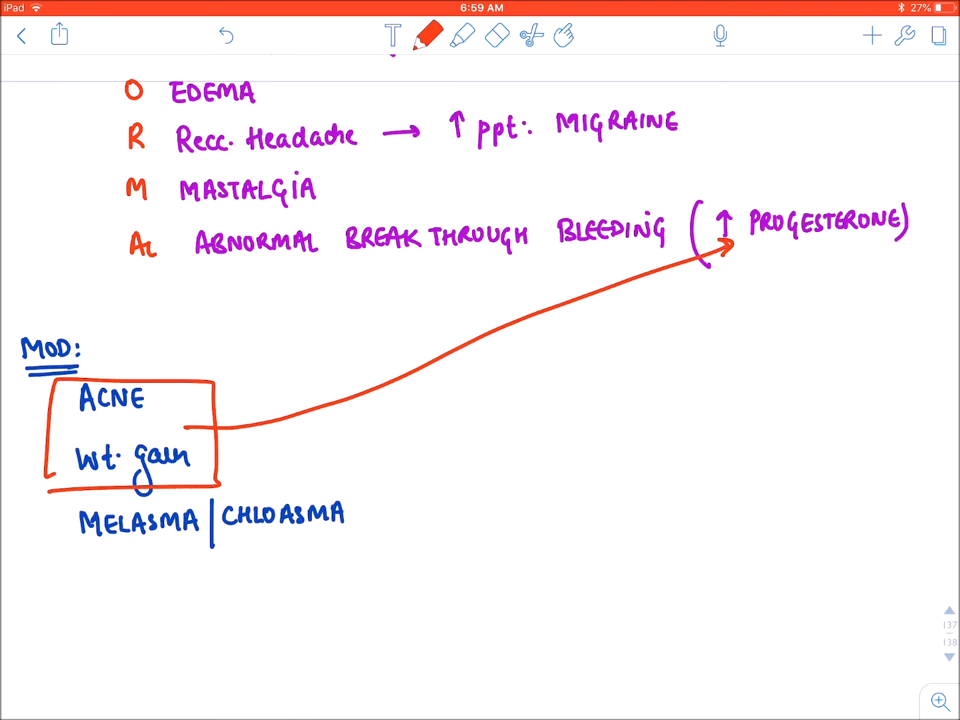 iPad 6:59 AM 27%
T
O EDEMA
R Recc. Headache → ↑ ppt: MIGRAINE
M MASTALGIA
AL ABNORMAL BREAK THROUGH BLEEDING (↑ PROGESTERONE)
MOD:
ACNE
Wt. gain
MELASMA | CHLOASMA
137
138